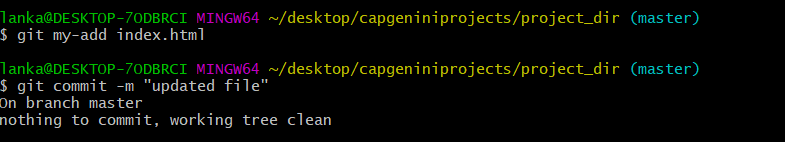 lanka@DESKTOP-7ODBRCI MINGW64 ~/desktop/capgeniniprojects/project_dir (master)
$ git my-add index.html
lanka@DESKTOP-7ODBRCI MINGW64 ~/desktop/capgeniniprojects/project_dir (master)
$ git commit -m "updated file"
On branch master
nothing to commit, working tree clean